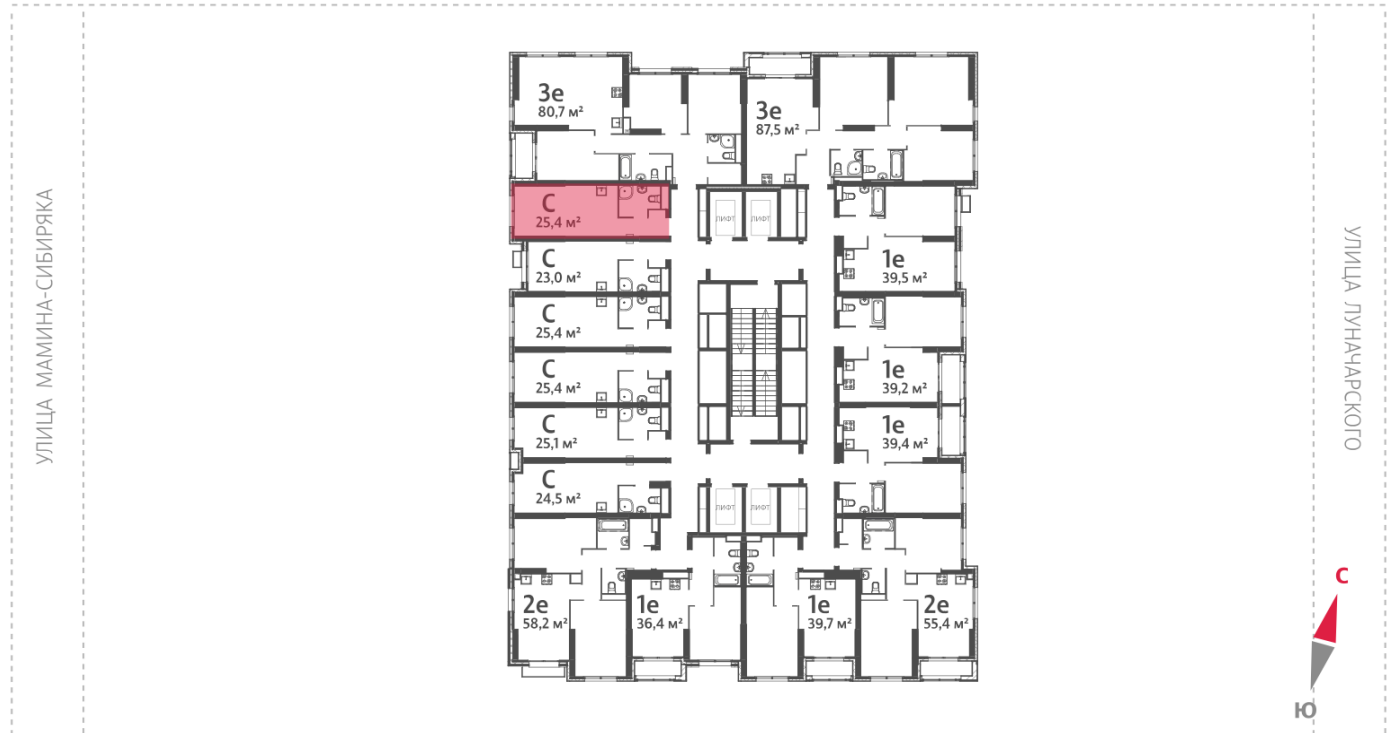 УЛИЦА МАМИНА-СИБИРЯКА
3е
80,7 м²
3е
87,5 м²
С
25,4 м²
ЛИФТ
ЛИФТ
С
23,0 м²
1е
39,5 м²
С
25,4 м²
С
25,4 м²
1е
39,2 м²
С
25,1 м²
1е
39,4 м²
С
24,5 м²
ЛИФТ
ЛИФТ
2е
58,2 м²
1е
36,4 м²
1е
39,7 м²
2е
55,4 м²
УЛИЦА ЛУНАЧАРСКОГО
С
Ю